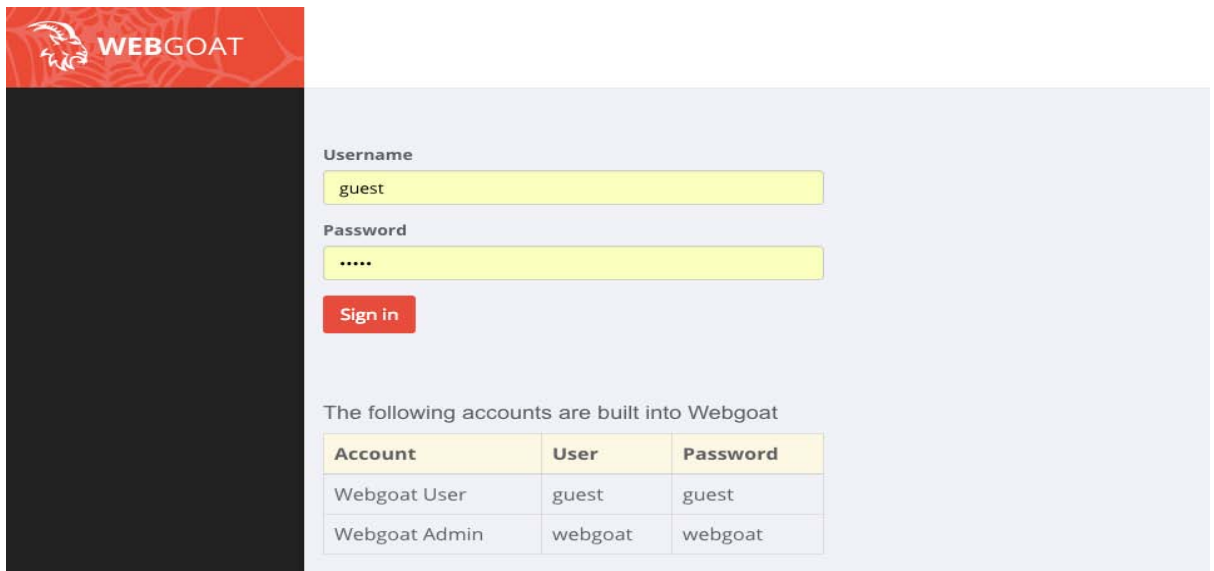 WEBGOAT
Username
guest
Password
•••••
Sign in
The following accounts are built into Webgoat
Account User Password
Webgoat User guest guest
Webgoat Admin webgoat webgoat